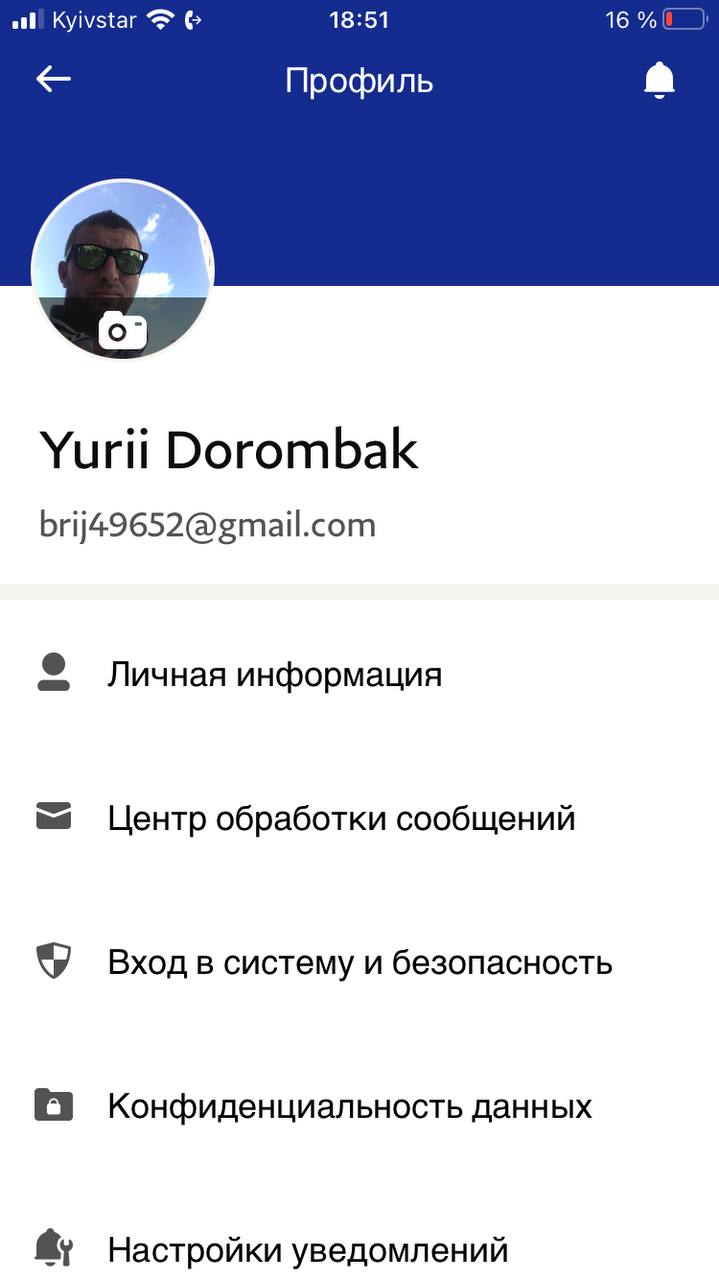 Kyivstar 18:51 16 %
Профиль
Yurii Dorombak
brij49652@gmail.com
Личная информация
Центр обработки сообщений
Вход в систему и безопасность
Конфиденциальность данных
Настройки уведомлений